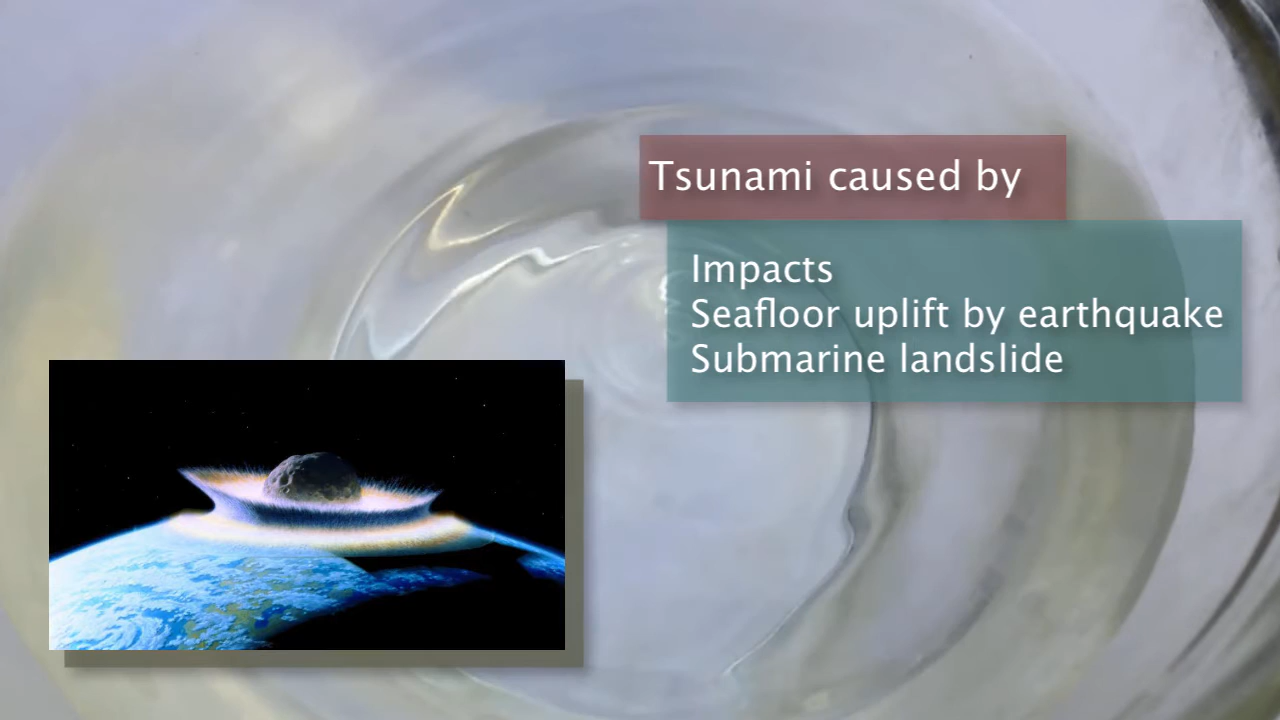 Tsunami caused by
Impacts
Seafloor uplift by earthquake
Submarine landslide